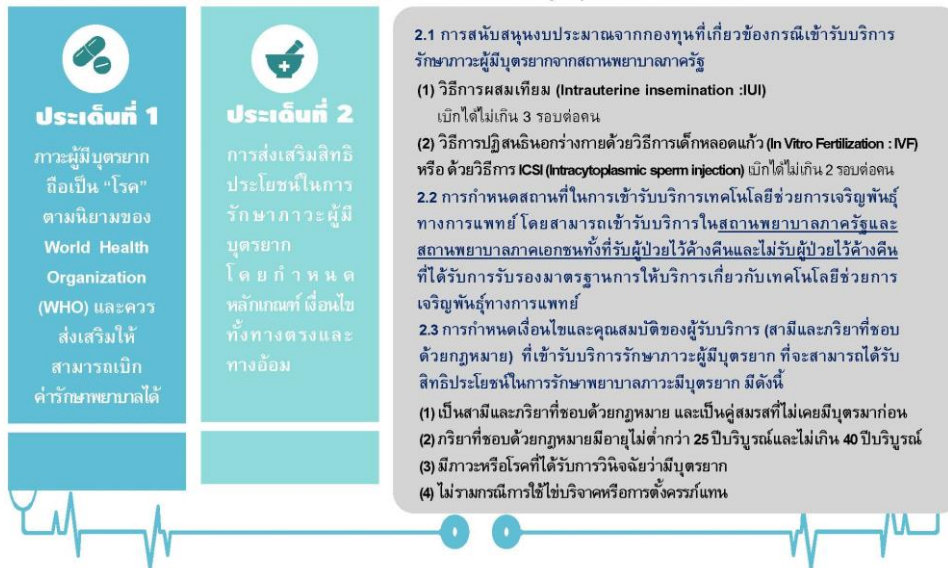 ประเด็นที่ 1
ภาวะผู้มีบุตรยาก
ถือเป็น “โรค”
ตามนิยามของ
World Health
Organization
(WHO) และควร
ส่งเสริมให้
สามารถเบิก
ค่ารักษาพยาบาลได้
ประเด็นที่ 2
การส่งเสริมสิทธิ
ประโยชน์ในการ
รักษาภาวะผู้มี
บุตรยาก
โดยกำหนด
หลักเกณฑ์ เงื่อนไข
ทั้งทางตรงและ
ทางอ้อม
2.1 การสนับสนุนงบประมาณจากกองทุนที่เกี่ยวข้องกรณีเข้ารับบริการ
รักษาภาวะผู้มีบุตรยากจากสถานพยาบาลภาครัฐ
(1) วิธีการผสมเทียม (Intrauterine insemination :IUI)
เบิกได้ไม่เกิน 3 รอบต่อคน
(2) วิธีการปฏิสนธินอกร่างกายด้วยวิธีการเด็กหลอดแก้ว (In Vitro Fertilization : IVF)
หรือ ด้วยวิธีการ ICSI (Intracytoplasmic sperm injection) เบิกได้ไม่เกิน 2 รอบต่อคน
2.2 การกำหนดสถานที่ในการเข้ารับบริการเทคโนโลยีช่วยการเจริญพันธุ์
ทางการแพทย์ โดยสามารถเข้ารับบริการในสถานพยาบาลภาครัฐและ
สถานพยาบาลภาคเอกชนทั้งที่รับผู้ป่วยไว้ค้างคืนและไม่รับผู้ป่วยไว้ค้างคืน
ที่ได้รับการรับรองมาตรฐานการให้บริการเกี่ยวกับเทคโนโลยีช่วยการ
เจริญพันธุ์ทางการแพทย์
2.3 การกำหนดเงื่อนไขและคุณสมบัติของผู้รับบริการ (สามีและภริยาที่ชอบ
ด้วยกฎหมาย) ที่เข้ารับบริการรักษาภาวะผู้มีบุตรยาก ที่จะสามารถได้รับ
สิทธิประโยชน์ในการรักษาพยาบาลภาวะมีบุตรยาก มีดังนี้
(1) เป็นสามีและภริยาที่ชอบด้วยกฎหมาย และเป็นคู่สมรสที่ไม่เคยมีบุตรมาก่อน
(2) ภริยาที่ชอบด้วยกฎหมายมีอายุไม่ต่ำกว่า 25 ปีบริบูรณ์และไม่เกิน 40 ปีบริบูรณ์
(3) มีภาวะหรือโรคที่ได้รับการวินิจฉัยว่ามีบุตรยาก
(4) ไม่รวมกรณีการใช้ไข่บริจาคหรือการตั้งครรภ์แทน